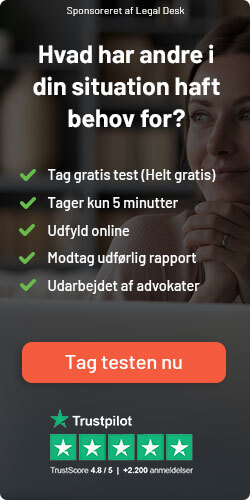 Sponsoreret af Legal Desk
Hvad har andre i
din situation haft
behov for?
Tag gratis test (Helt gratis)
Tager kun 5 minutter
Udfyld online
Modtag udførlig rapport
Udarbejdet af advokater
Tag testen nu
Trustpilot
TrustScore 4.8 / 5 | +2.200 anmeldelser